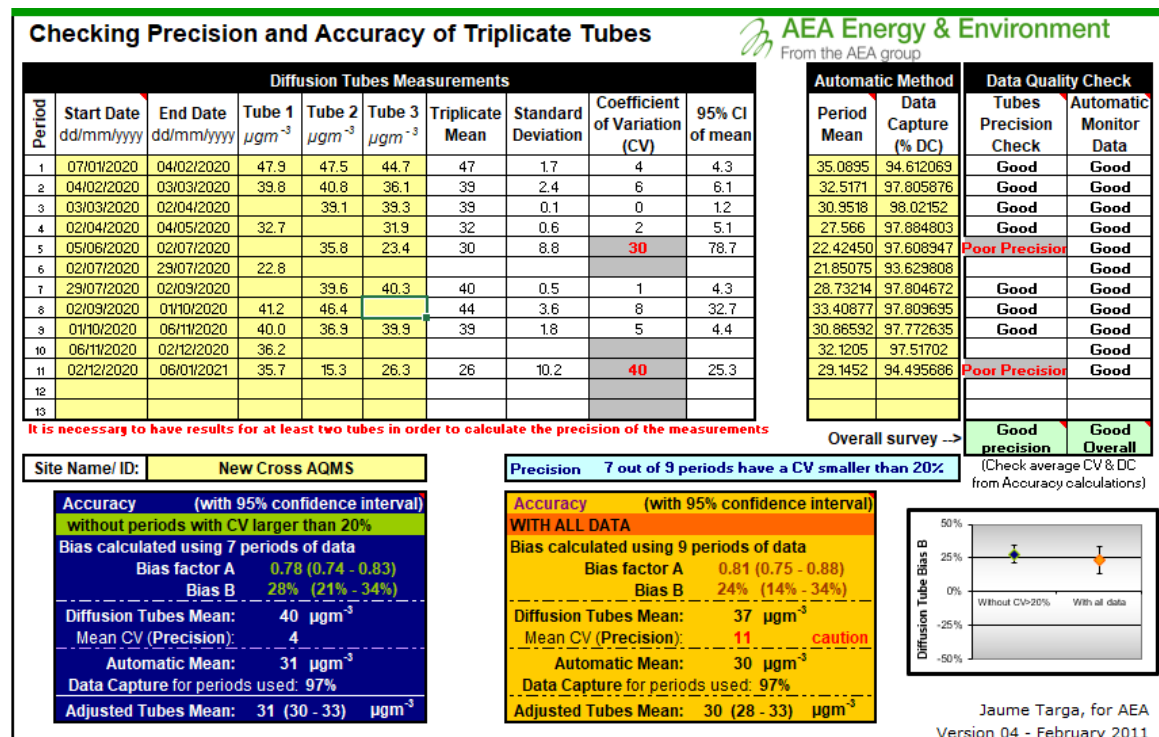 Checking Precision and Accuracy of Triplicate Tubes
AEA Energy & Environment
From the AEA group
Diffusion Tubes Measurements
Period Start Date dd/mm/yyyy End Date dd/mm/yyyy Tube 1 µgm-3 Tube 2 µgm-3 Tube 3 µgm-3 Triplicate Mean Standard Deviation Coefficient of Variation (CV) 95% CI of mean
1 07/01/2020 04/02/2020 47.9 47.5 44.7 47 1.7 4 4.3
2 04/02/2020 03/03/2020 39.8 40.8 36.1 39 2.4 6 6.1
3 03/03/2020 02/04/2020 39.1 39.3 39 0.1 0 1.2
4 02/04/2020 04/05/2020 32.7 31.9 32 0.6 2 5.1
5 05/06/2020 02/07/2020 35.8 23.4 30 8.8 30 78.7
6 02/07/2020 29/07/2020 22.8
7 29/07/2020 02/09/2020 39.6 40.3 40 0.5 1 4.3
8 02/09/2020 01/10/2020 41.2 46.4 44 3.6 8 32.7
9 01/10/2020 06/11/2020 40.0 36.9 39.9 39 1.8 5 4.4
10 06/11/2020 02/12/2020 36.2
11 02/12/2020 06/01/2021 35.7 15.3 26.3 26 10.2 40 25.3
12
13
It is necessary to have results for at least two tubes in order to calculate the precision of the measurements
Automatic Method
Period Mean Data Capture (% DC)
35.0895 94.612069
32.5171 97.805876
30.9518 98.02152
27.566 97.884803
22.42450 97.608947
21.85075 93.629808
28.73214 97.804672
33.40877 97.809695
30.86592 97.772635
32.1205 97.51702
29.1452 94.495686
Data Quality Check
Tubes Precision Check Automatic Monitor Data
Good Good
Good Good
Good Good
Good Good
Poor Precision Good
Good
Good Good
Good Good
Good Good
Good
Poor Precision Good
Overall survey --> Good precision Good Overall
(Check average CV & DC
from Accuracy calculations)
Site Name/ ID: New Cross AQMS
Precision 7 out of 9 periods have a CV smaller than 20%
Accuracy (with 95% confidence interval)
without periods with CV larger than 20%
Bias calculated using 7 periods of data
Bias factor A 0.78 (0.74 - 0.83)
Bias B 28% (21% - 34%)
Diffusion Tubes Mean: 40 µgm-3
Mean CV (Precision): 4
Automatic Mean: 31 µgm-3
Data Capture for periods used: 97%
Adjusted Tubes Mean: 31 (30 - 33) µgm-3
Accuracy (with 95% confidence interval)
WITH ALL DATA
Bias calculated using 9 periods of data
Bias factor A 0.81 (0.75 - 0.88)
Bias B 24% (14% - 34%)
Diffusion Tubes Mean: 37 µgm-3
Mean CV (Precision): 11 caution
Automatic Mean: 30 µgm-3
Data Capture for periods used: 97%
Adjusted Tubes Mean: 30 (28 - 33) µgm-3
Diffusion Tube Bias B
50%
25%
0%
-25%
-50%
Without CV>20% With all data
Jaume Targa, for AEA
Version 04 - February 2011